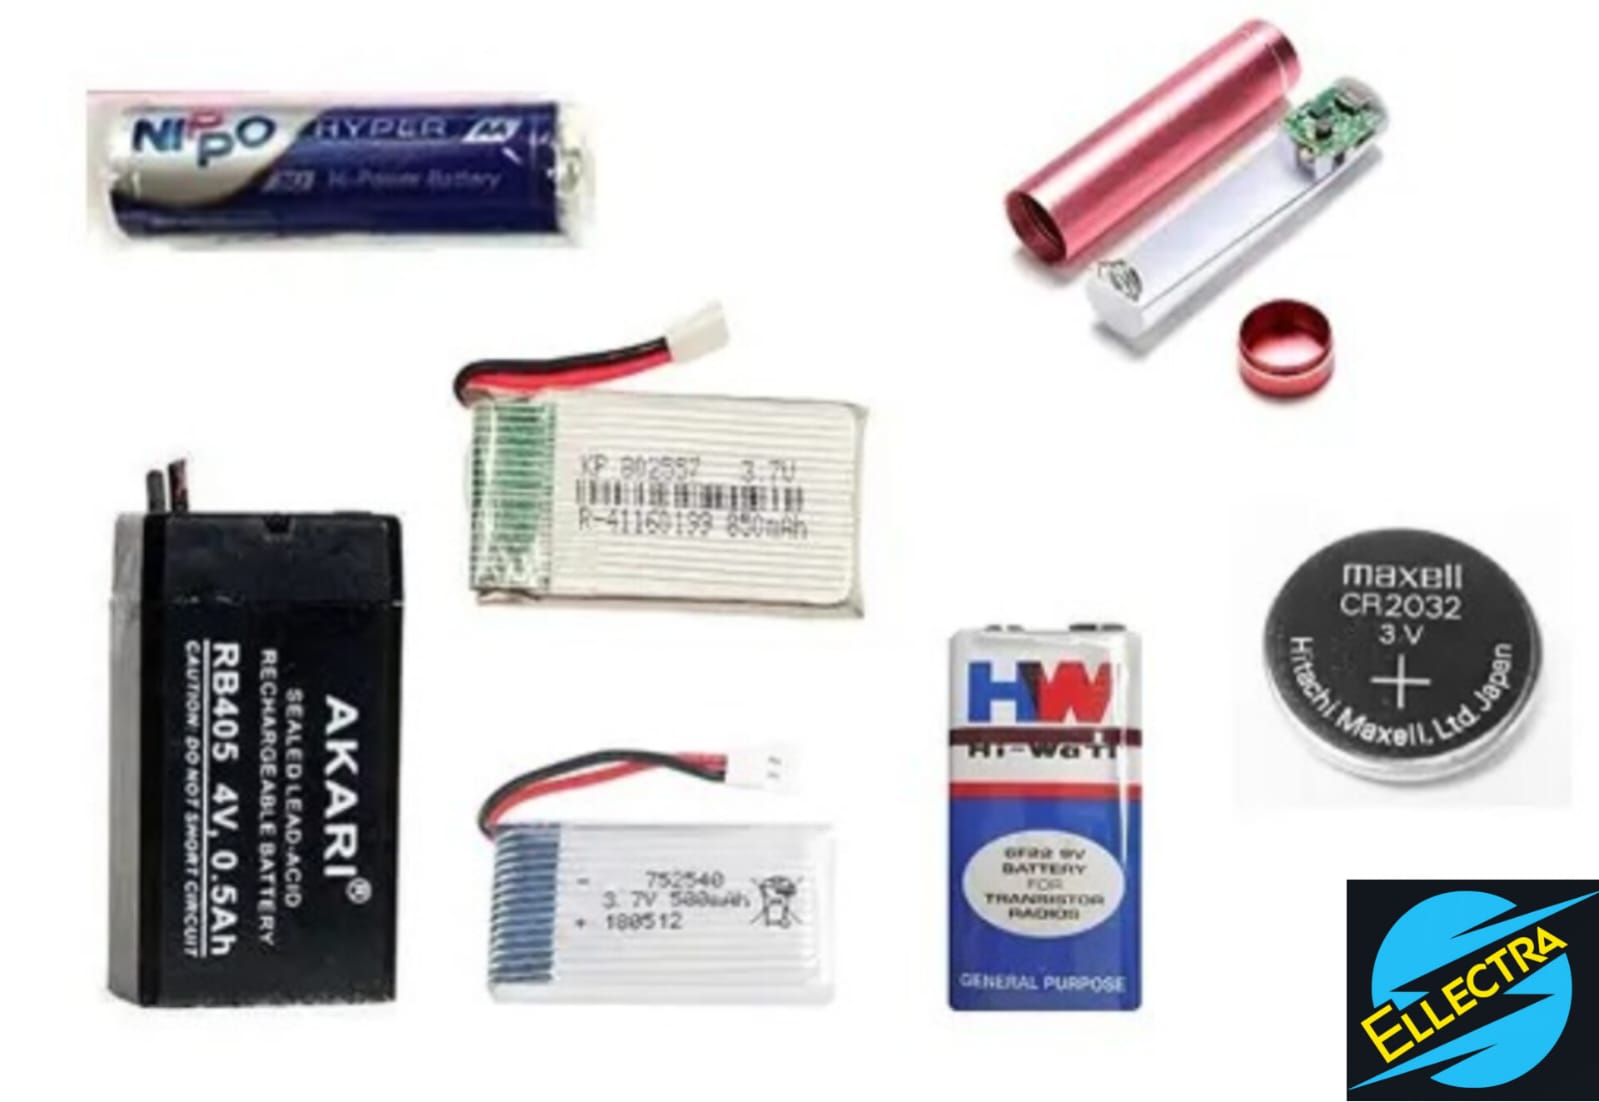 NIPPO HYPER AA
Hi-Power Battery
KP 802557 3.7V
R-41160199 850mAh
AKARI®
SEALED LEAD-ACID
RECHARGEABLE BATTERY
RB405 4V, 0.5Ah
CAUTION: DO NOT SHORT CIRCUIT
- 752540
3.7V 500mAh
+ 180512
HW
Hi-Watt
6F22 9V
BATTERY
FOR
TRANSISTOR
RADIOS
GENERAL PURPOSE
maxell
CR2032
3V
+
Hitachi Maxell, Ltd. Japan
ELLECTRA